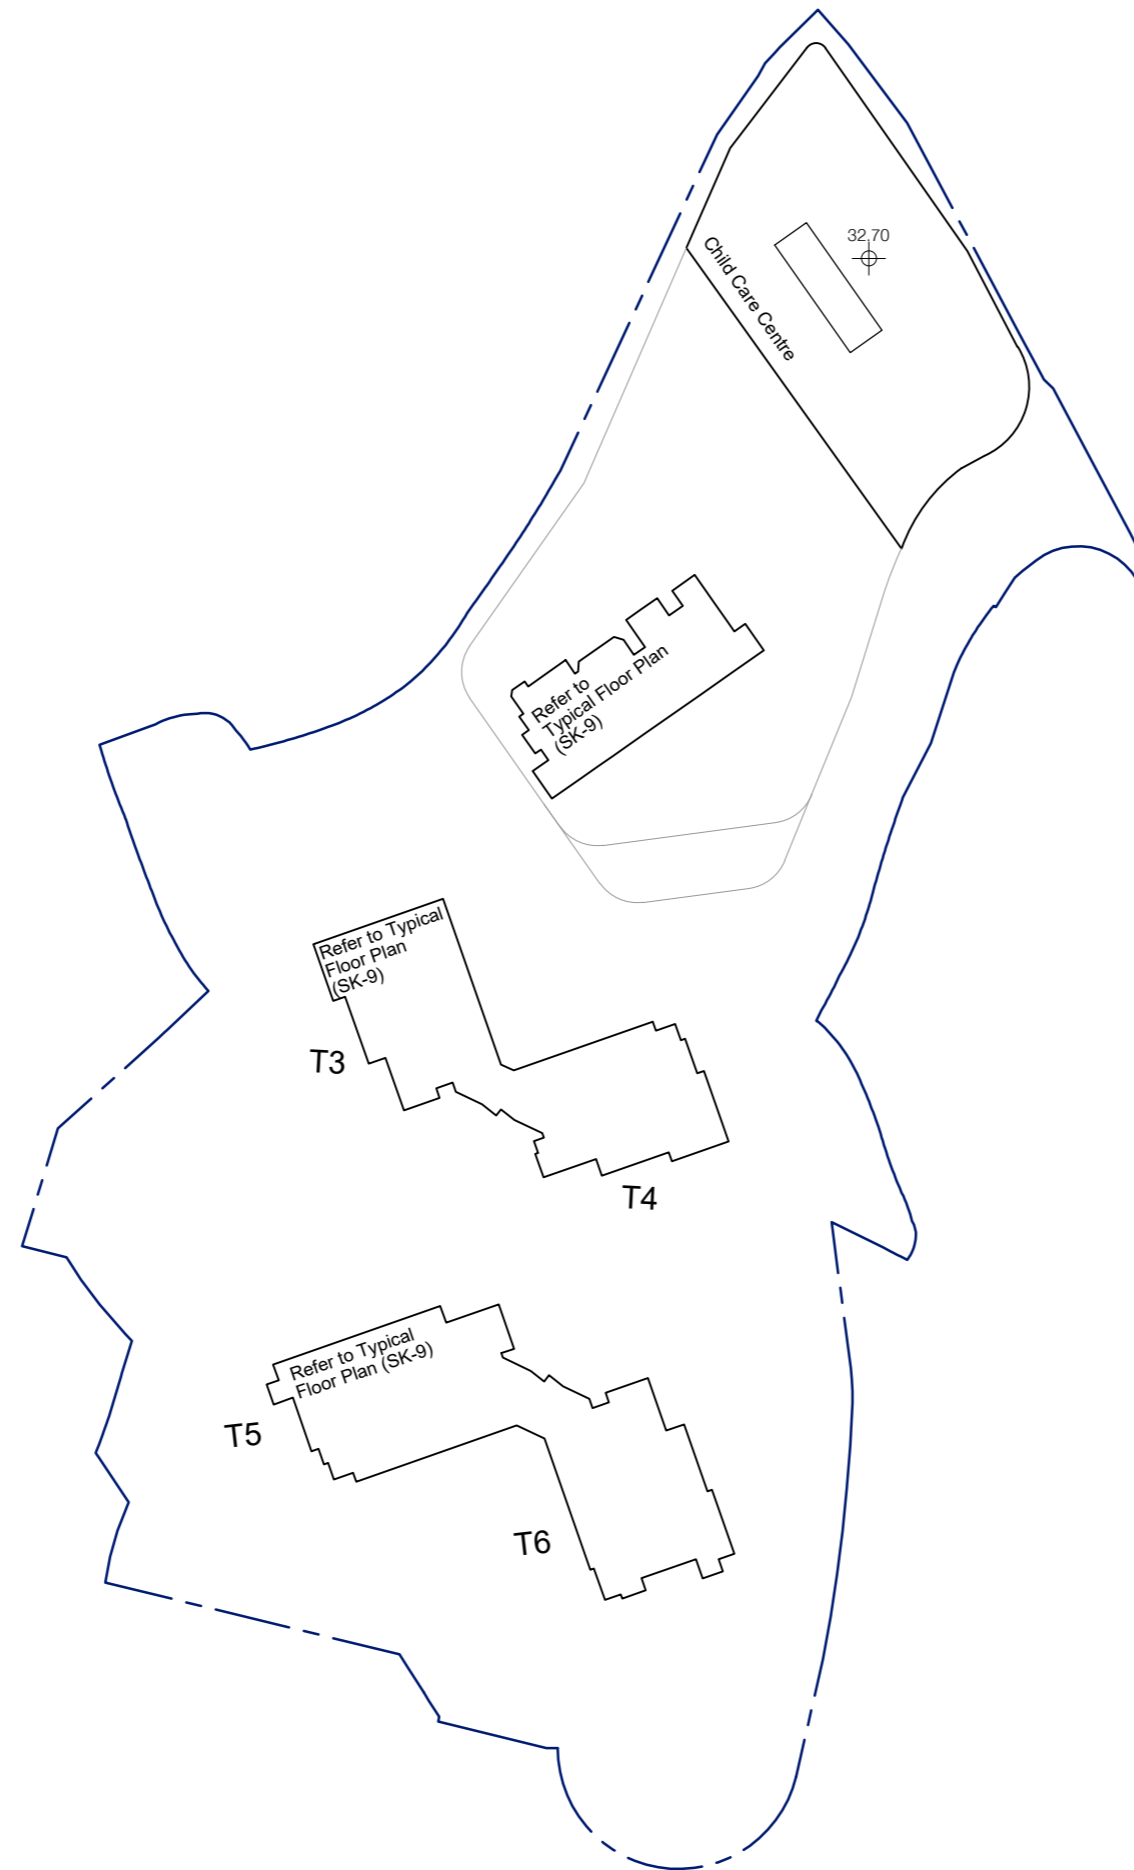 32.70
Child Care Centre
Refer to
Typical Floor Plan
(SK-9)
Refer to Typical
Floor Plan
(SK-9)
T3
T4
Refer to Typical
Floor Plan (SK-9)
T5
T6